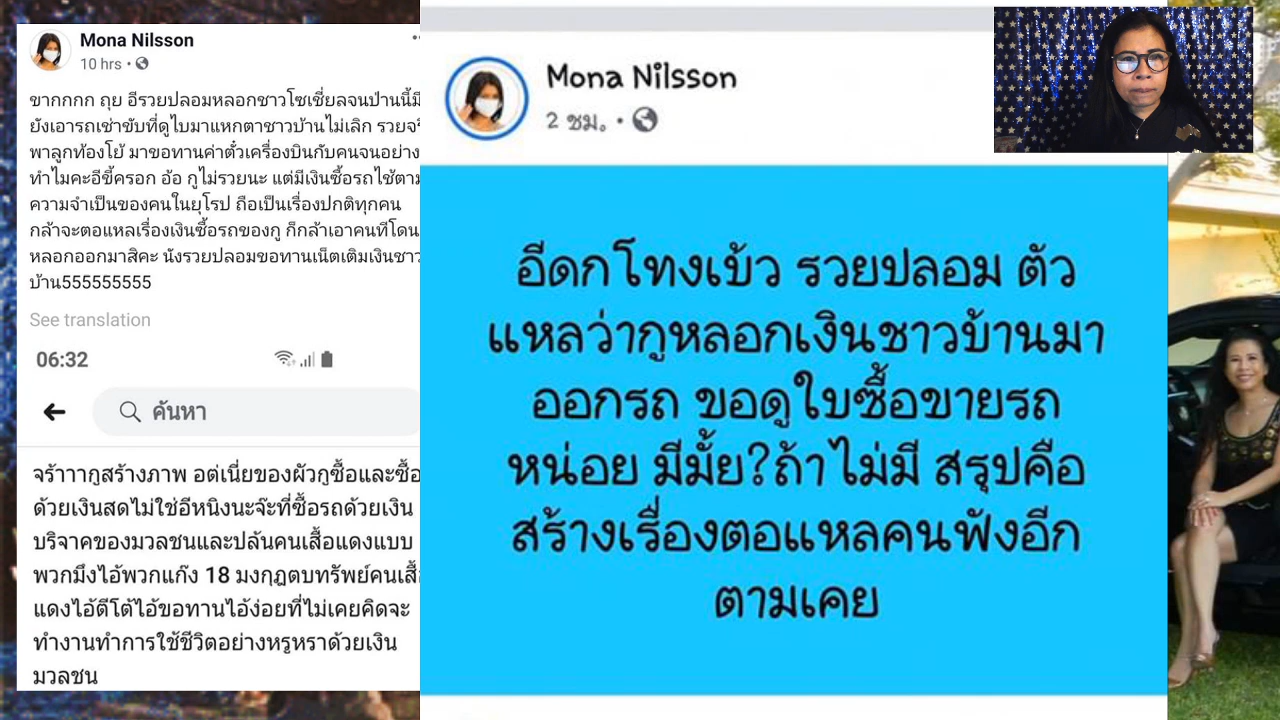 Mona Nilsson
10 hrs •
ขากกกก ถุย อีรวยปลอมหลอกชาวโซเชี่ยลจนป่านนี้มี
ยังเอารถเช่าขับที่ดูไบมาแหกตาชาวบ้านไม่เลิก รวยจริ
พาลูกท้องโย้ มาขอทานค่าตั๋วเครื่องบินกับคนจนอย่าง
ทำไมคะอีขี้ครอก อ้อ กูไม่รวยนะ แต่มีเงินซื้อรถใช้ตาม
ความจำเป็นของคนในยุโรป ถือเป็นเรื่องปกติทุกคน
กล้าจะตอแหลเรื่องเงินซื้อรถของกู ก็กล้าเอาคนที่โดน
หลอกออกมาสิคะ นังรวยปลอมขอทานเน็ตเติมเงินชาว
บ้าน555555555
See translation
06:32
ค้นหา
จร้าาากูสร้างภาพ อต่เนี่ยของผัวกูซื้อและซื้อ
ด้วยเงินสดไม่ใช่อีหนิงนะจ๊ะที่ซื้อรถด้วยเงิน
บริจาคของมวลชนและปล้นคนเสื้อแดงแบบ
พวกมึงไอ้พวกแก๊ง 18 มงกุฎตบทรัพย์คนเสื้
แดงไอ้ตีโต้ไอ้ขอทานไอ้ง่อยที่ไม่เคยคิดจะ
ทำงานทำการใช้ชีวิตอย่างหรูหราด้วยเงิน
มวลชน
Mona Nilsson
2 ชม. •
อีดกโทงเบ้ว รวยปลอม ตัว
แหลว่ากูหลอกเงินชาวบ้านมา
ออกรถ ขอดูใบซื้อขายรถ
หน่อย มีมั้ย?ถ้าไม่มี สรุปคือ
สร้างเรื่องตอแหลคนฟังอีก
ตามเคย